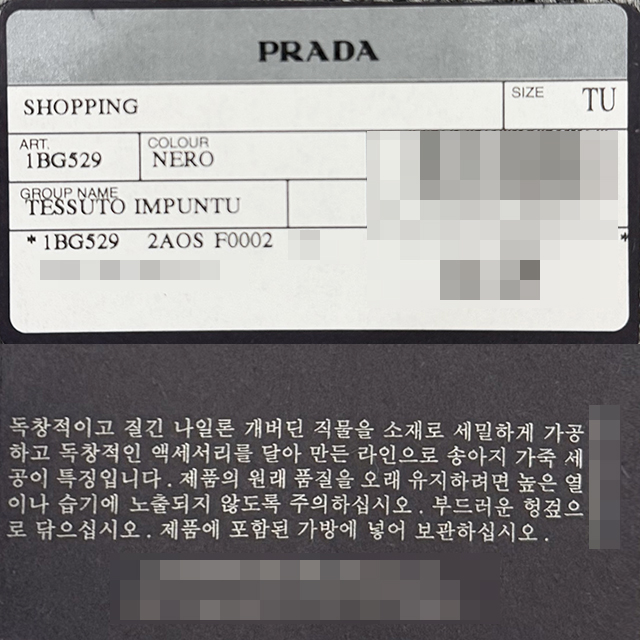 PRADA
SHOPPING
SIZE TU
ART. COLOUR
1BG529 NERO
GROUP NAME
TESSUTO IMPUNTU
*1BG529 2AOS F0002
*
독창적이고 질긴 나일론 개버딘 직물을 소재로 세밀하게 가공
하고 독창적인 액세서리를 달아 만든 라인으로 송아지 가죽 세
공이 특징입니다. 제품의 원래 품질을 오래 유지하려면 높은 열
이나 습기에 노출되지 않도록 주의하십시오. 부드러운 헝겊으
로 닦으십시오. 제품에 포함된 가방에 넣어 보관하십시오.